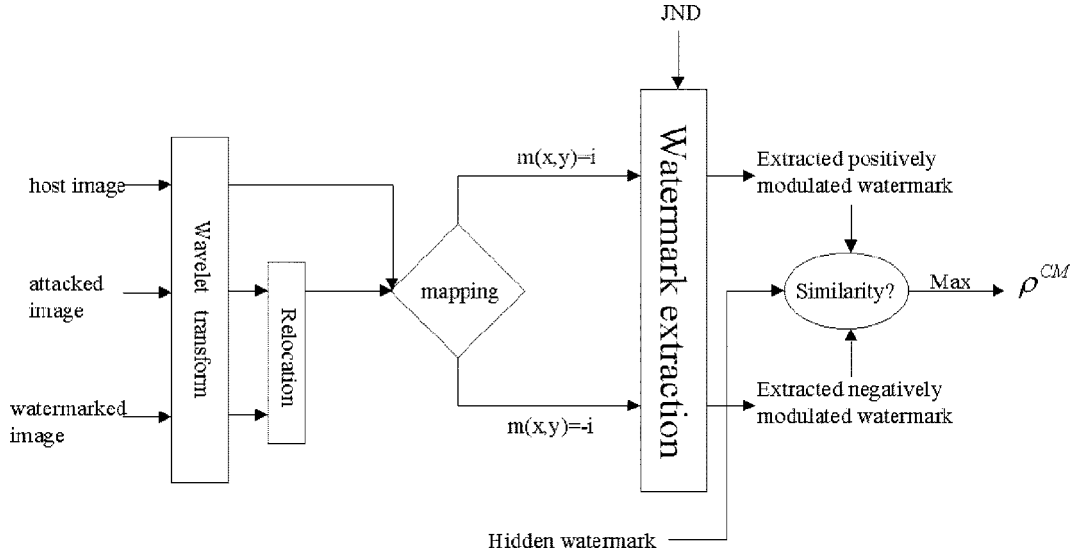 JND
host image
attacked
image
watermarked
image
Wavelet transform
Relocation
mapping
m(x,y)=i
m(x,y)=-i
Watermark extraction
Extracted positively
modulated watermark
Similarity?
Max
ρ^CM
Extracted negatively
modulated watermark
Hidden watermark